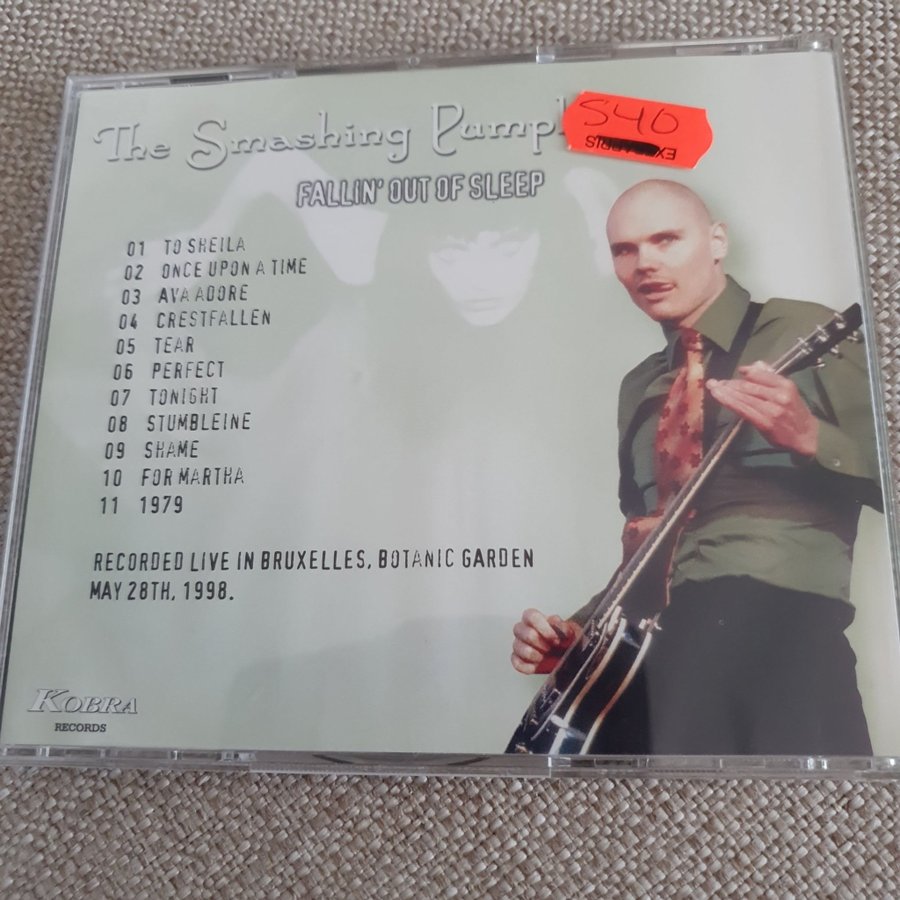 The Smashing Pump
S40
FALLIN' OUT OF SLEEP
01 TO SHEILA
02 ONCE UPON A TIME
03 AVA ADORE
04 CRESTFALLEN
05 TEAR
06 PERFECT
07 TONIGHT
08 STUMBLEINE
09 SHAME
10 FOR MARTHA
11 1979
RECORDED LIVE IN BRUXELLES, BOTANIC GARDEN
MAY 28TH, 1998.
KOBRA
RECORDS